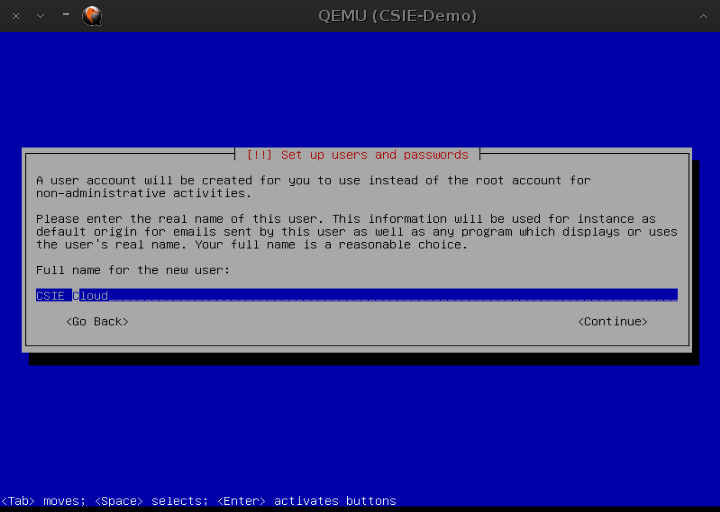 QEMU (CSIE-Demo)
[!!] Set up users and passwords
A user account will be created for you to use instead of the root account for
non-administrative activities.
Please enter the real name of this user. This information will be used for instance as
default origin for emails sent by this user as well as any program which displays or uses
the user's real name. Your full name is a reasonable choice.
Full name for the new user:
CSIE Cloud
<Go Back> <Continue>
<Tab> moves; <Space> selects; <Enter> activates buttons